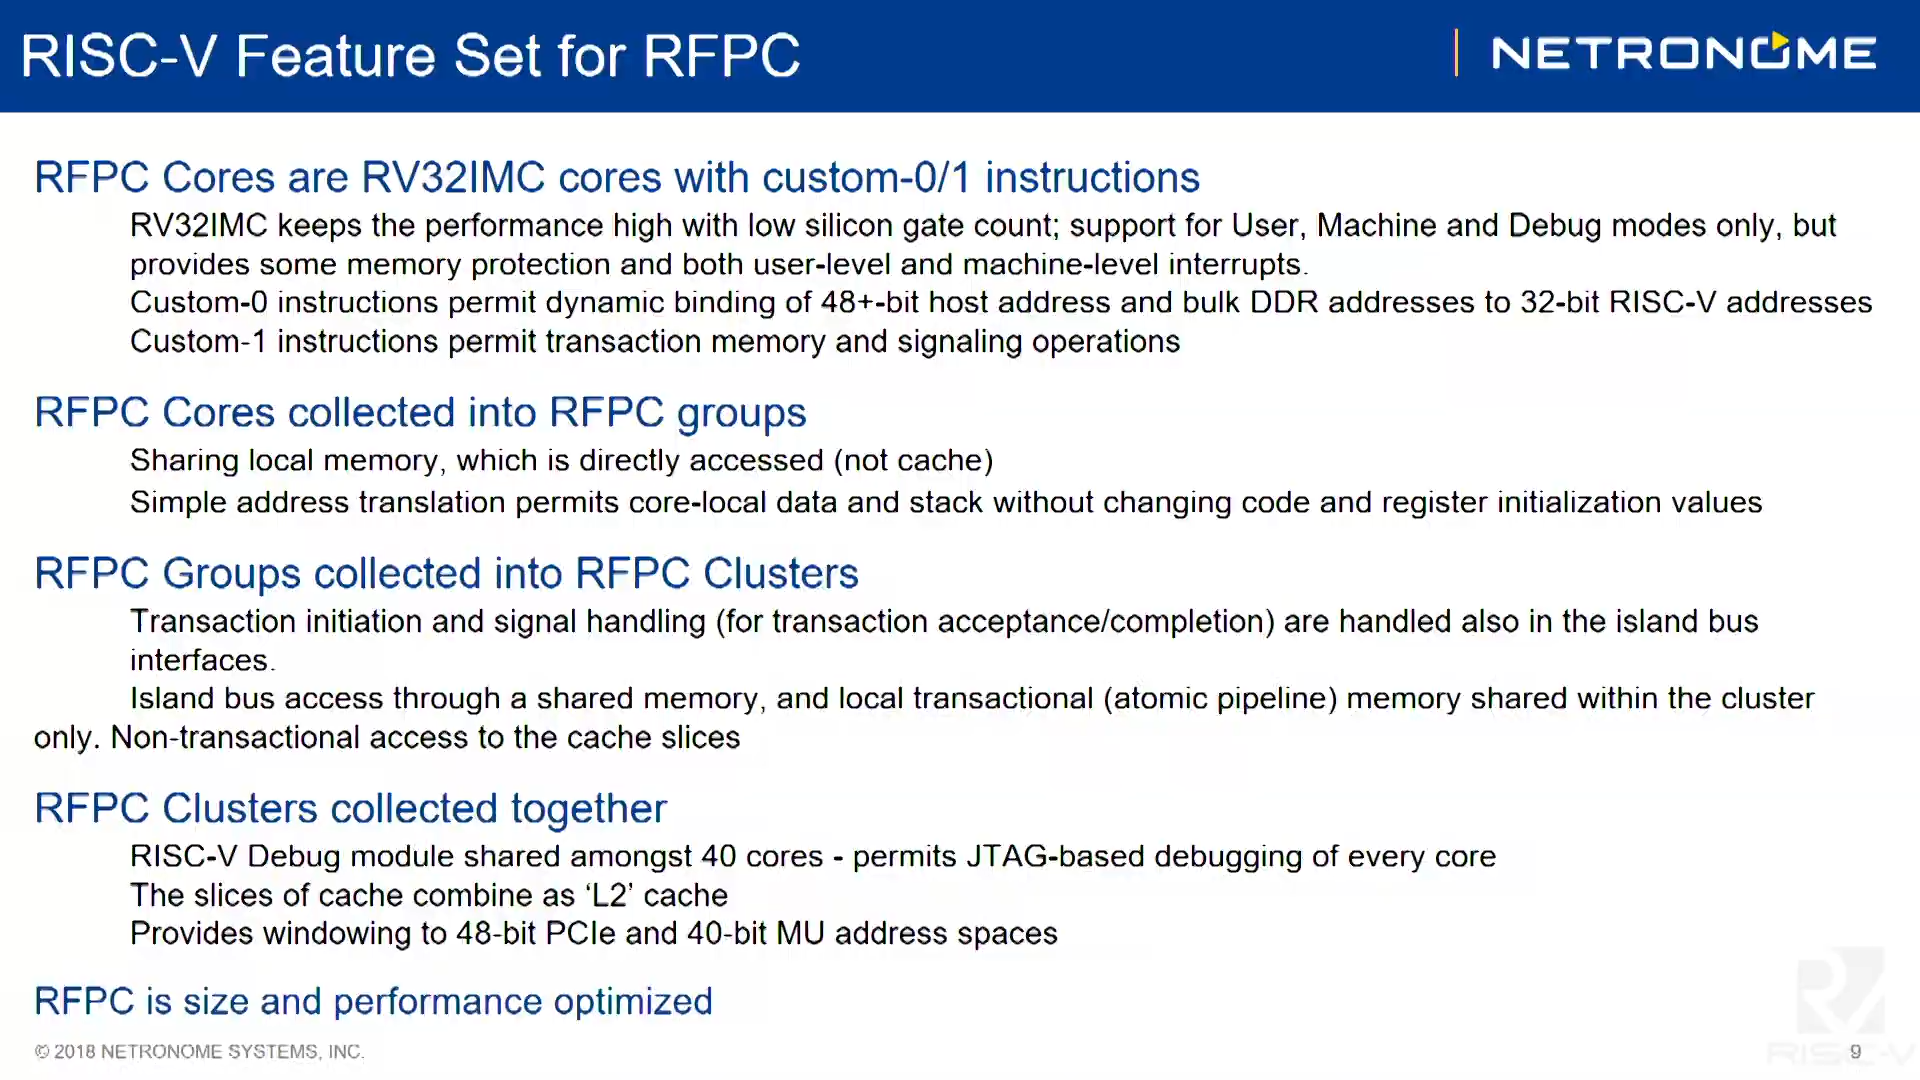 RISC-V Feature Set for RFPC
NETRONOME
RFPC Cores are RV32IMC cores with custom-0/1 instructions
RV32IMC keeps the performance high with low silicon gate count; support for User, Machine and Debug modes only, but
provides some memory protection and both user-level and machine-level interrupts.
Custom-0 instructions permit dynamic binding of 48+-bit host address and bulk DDR addresses to 32-bit RISC-V addresses
Custom-1 instructions permit transaction memory and signaling operations
RFPC Cores collected into RFPC groups
Sharing local memory, which is directly accessed (not cache)
Simple address translation permits core-local data and stack without changing code and register initialization values
RFPC Groups collected into RFPC Clusters
Transaction initiation and signal handling (for transaction acceptance/completion) are handled also in the island bus
interfaces.
Island bus access through a shared memory, and local transactional (atomic pipeline) memory shared within the cluster
only. Non-transactional access to the cache slices
RFPC Clusters collected together
RISC-V Debug module shared amongst 40 cores - permits JTAG-based debugging of every core
The slices of cache combine as ‘L2’ cache
Provides windowing to 48-bit PCIe and 40-bit MU address spaces
RFPC is size and performance optimized
© 2018 NETRONOME SYSTEMS, INC.
RISC-V
9